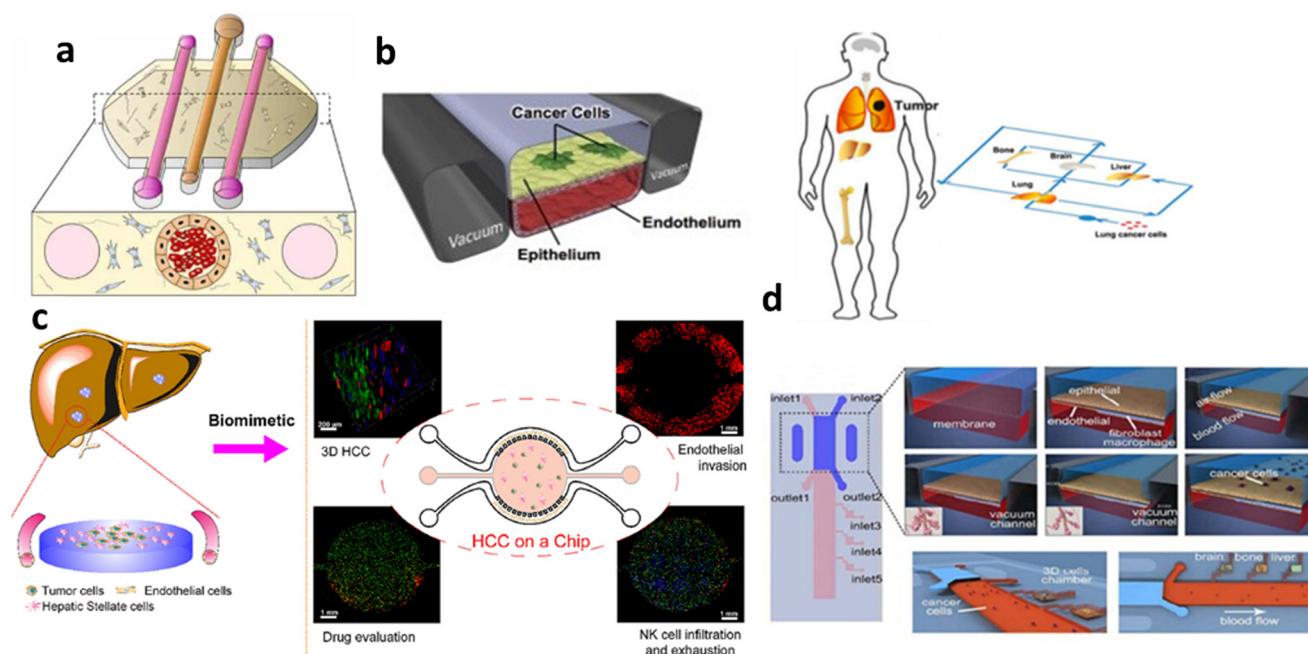 a
b
Cancer Cells
Vacuum
Vacuum
Endothelium
Epithelium
Tumor
Bone
Brain
Liver
Lung
Lung cancer cells
c
Biomimetic
Tumor cells
Endothelial cells
Hepatic Stellate cells
200 µm
3D HCC
1 mm
Endothelial
invasion
HCC on a Chip
1 mm
Drug evaluation
1 mm
NK cell infiltration
and exhaustion
d
inlet1
inlet2
outlet1
outlet2
inlet3
inlet4
inlet5
membrane
epithelial
endothelial
fibroblast
macrophage
air flow
blood flow
vacuum
channel
vacuum
channel
cancer cells
3D cells
chamber
cancer
cells
brain bone liver
blood flow